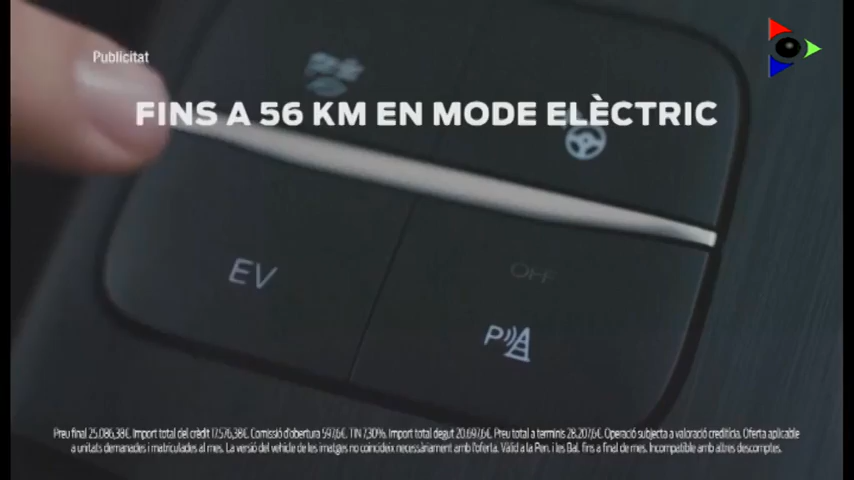 Publicitat
FINS A 56 KM EN MODE ELÈCTRIC
EV
OFF
P
Preu final 25.086,38€. Import total del crèdit 17.576,38€. Comissió d'obertura 597,6€. TIN 7,30%. Import total degut 20.697,6€. Preu total a terminis 28.207,6€. Operació subjecta a valoració creditícia. Oferta aplicable
a unitats demanades i matriculades al mes. La versió del vehicle de les imatges no coincideix necessàriament amb l'oferta. Vàlid a la Pen. i les Bal. fins a final de mes. Incompatible amb altres descomptes.